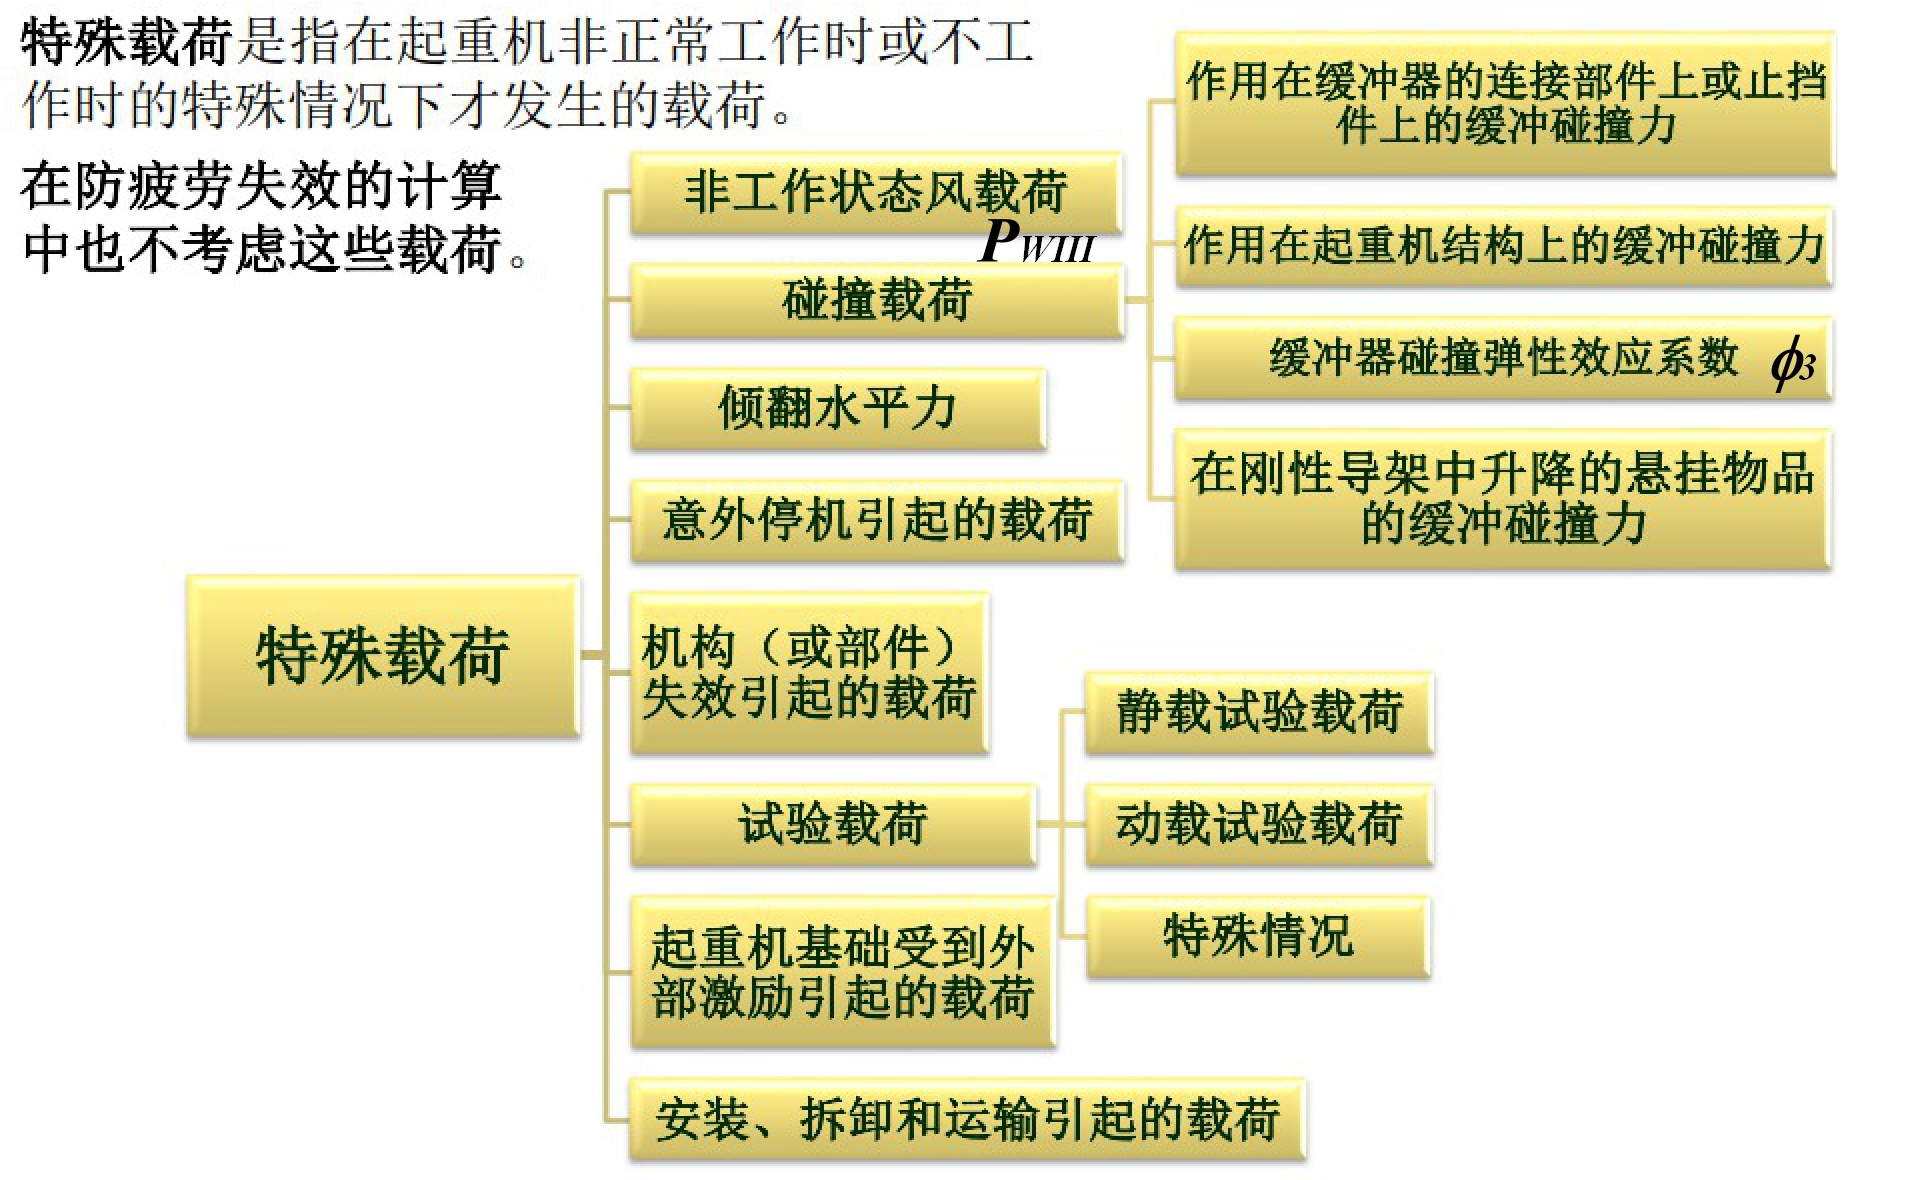 特殊载荷是指在起重机非正常工作时或不工
作时的特殊情况下才发生的载荷。
在防疲劳失效的计算
中也不考虑这些载荷。
特殊载荷
非工作状态风载荷
PWIII
碰撞载荷
作用在缓冲器的连接部件上或止挡
件上的缓冲碰撞力
作用在起重机结构上的缓冲碰撞力
缓冲器碰撞弹性效应系数 ϕ3
在刚性导架中升降的悬挂物品
的缓冲碰撞力
倾翻水平力
意外停机引起的载荷
机构（或部件）
失效引起的载荷
试验载荷
静载试验载荷
动载试验载荷
特殊情况
起重机基础受到外
部激励引起的载荷
安装、拆卸和运输引起的载荷